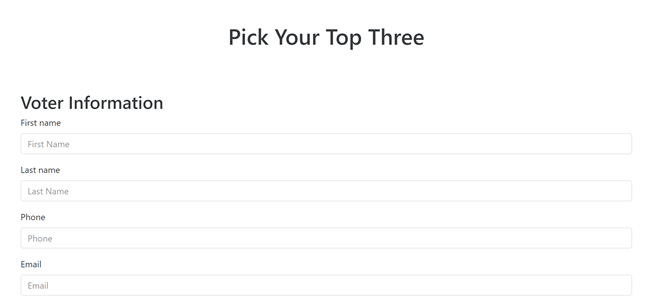 Pick Your Top Three
Voter Information
First name
First Name
Last name
Last Name
Phone
Phone
Email
Email